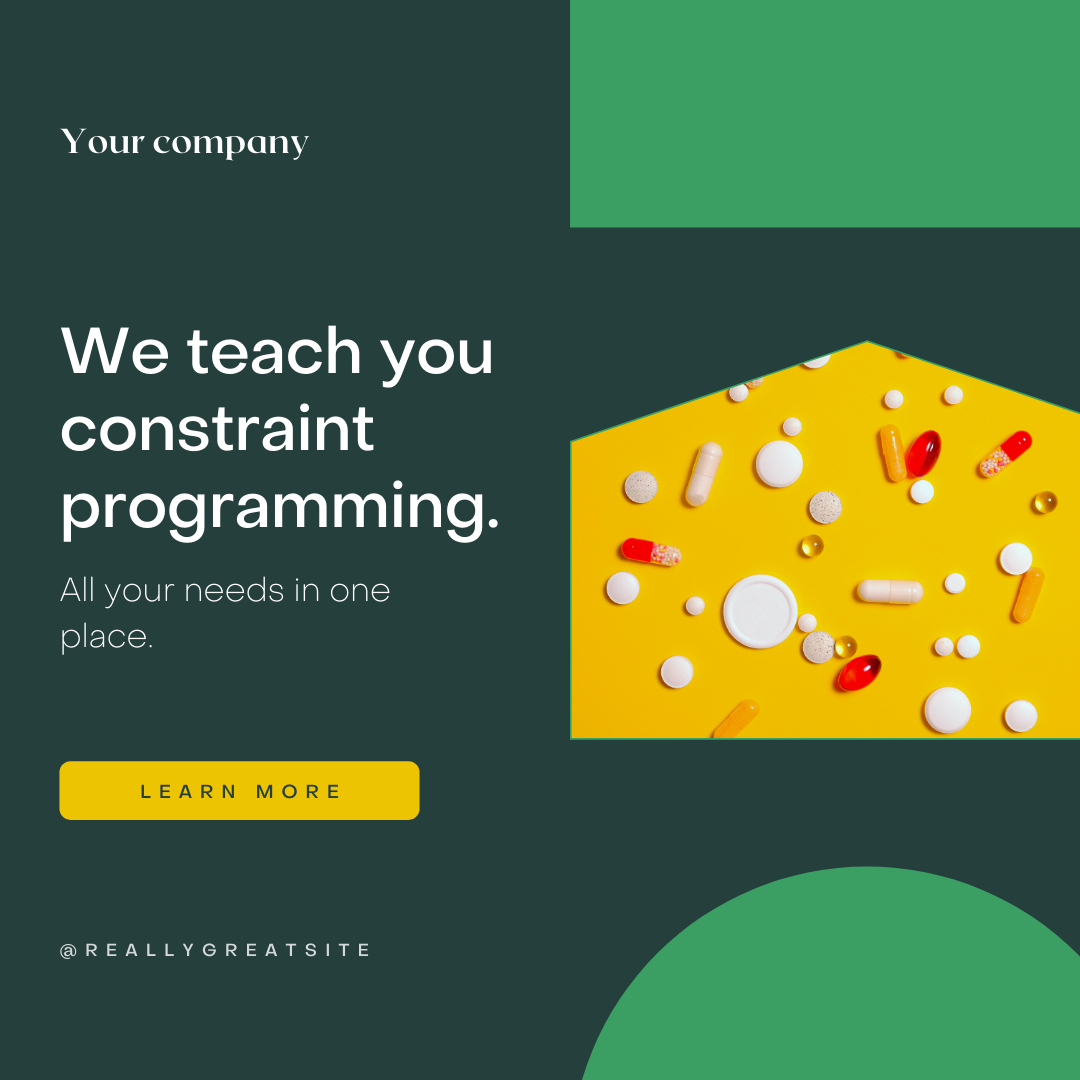 Your company
We teach you
constraint
programming.
All your needs in one
place.
LEARN MORE
@REALLYGREATSITE